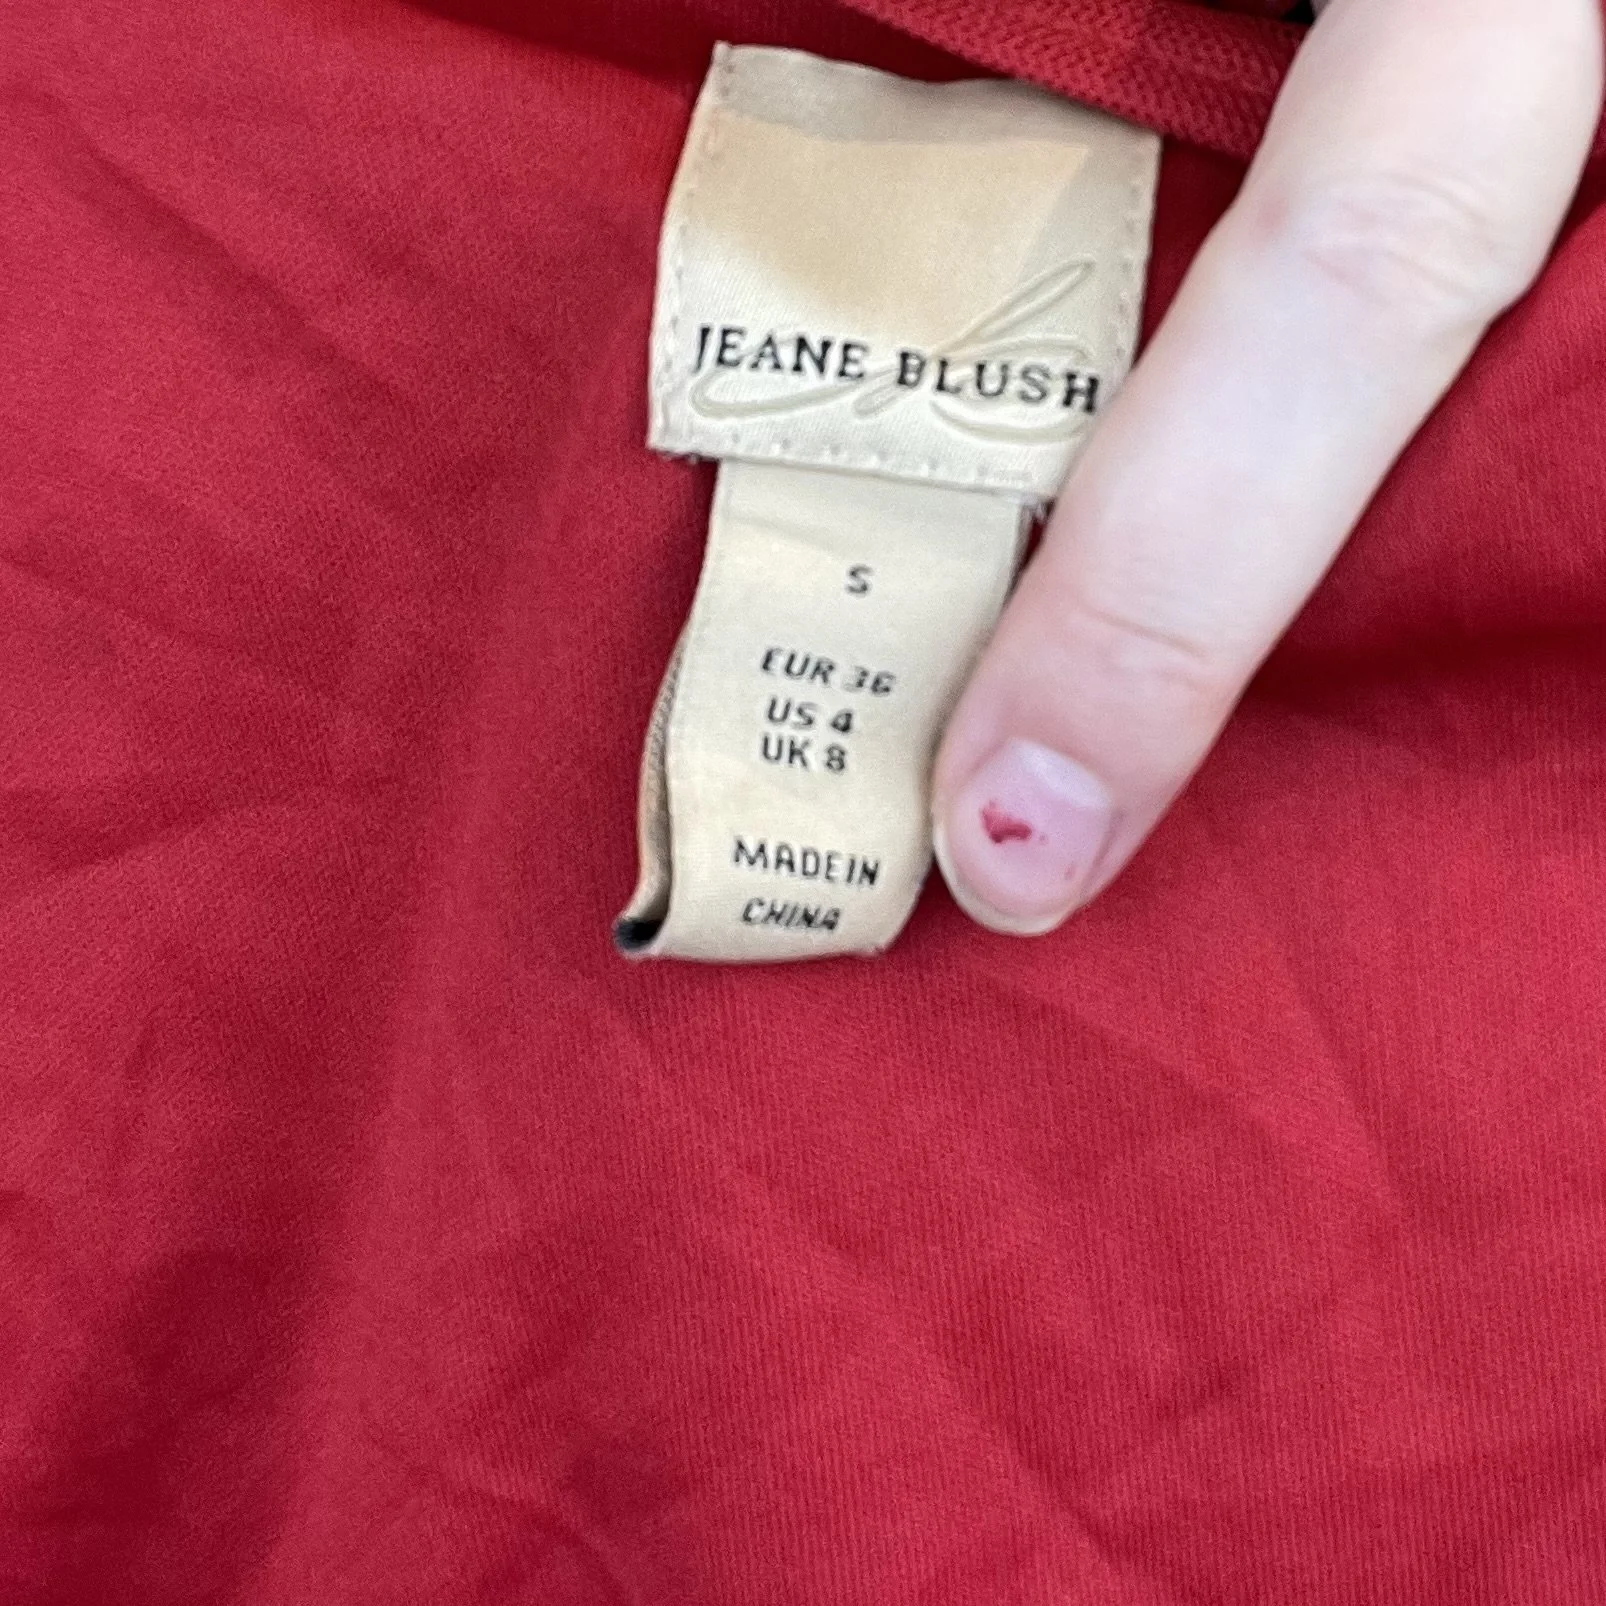 JEANE BLUSH
S
EUR 36
US 4
UK 8
MADE IN
CHINA